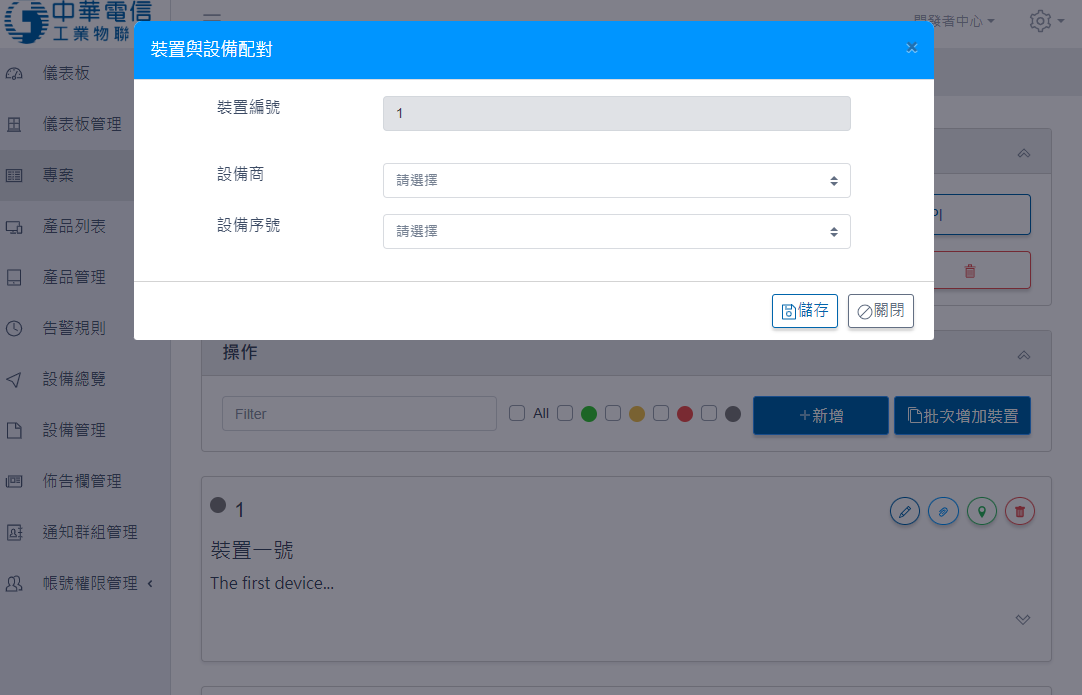 中華電信
工業物聯
開發者中心
裝置與設備配對
×
儀表板
儀表板管理
專案
產品列表
產品管理
告警規則
設備總覽
設備管理
佈告欄管理
通知群組管理
帳號權限管理
裝置編號
1
設備商
請選擇
設備序號
請選擇
儲存
關閉
操作
Filter
All
+新增
批次增加裝置
1
裝置一號
The first device...